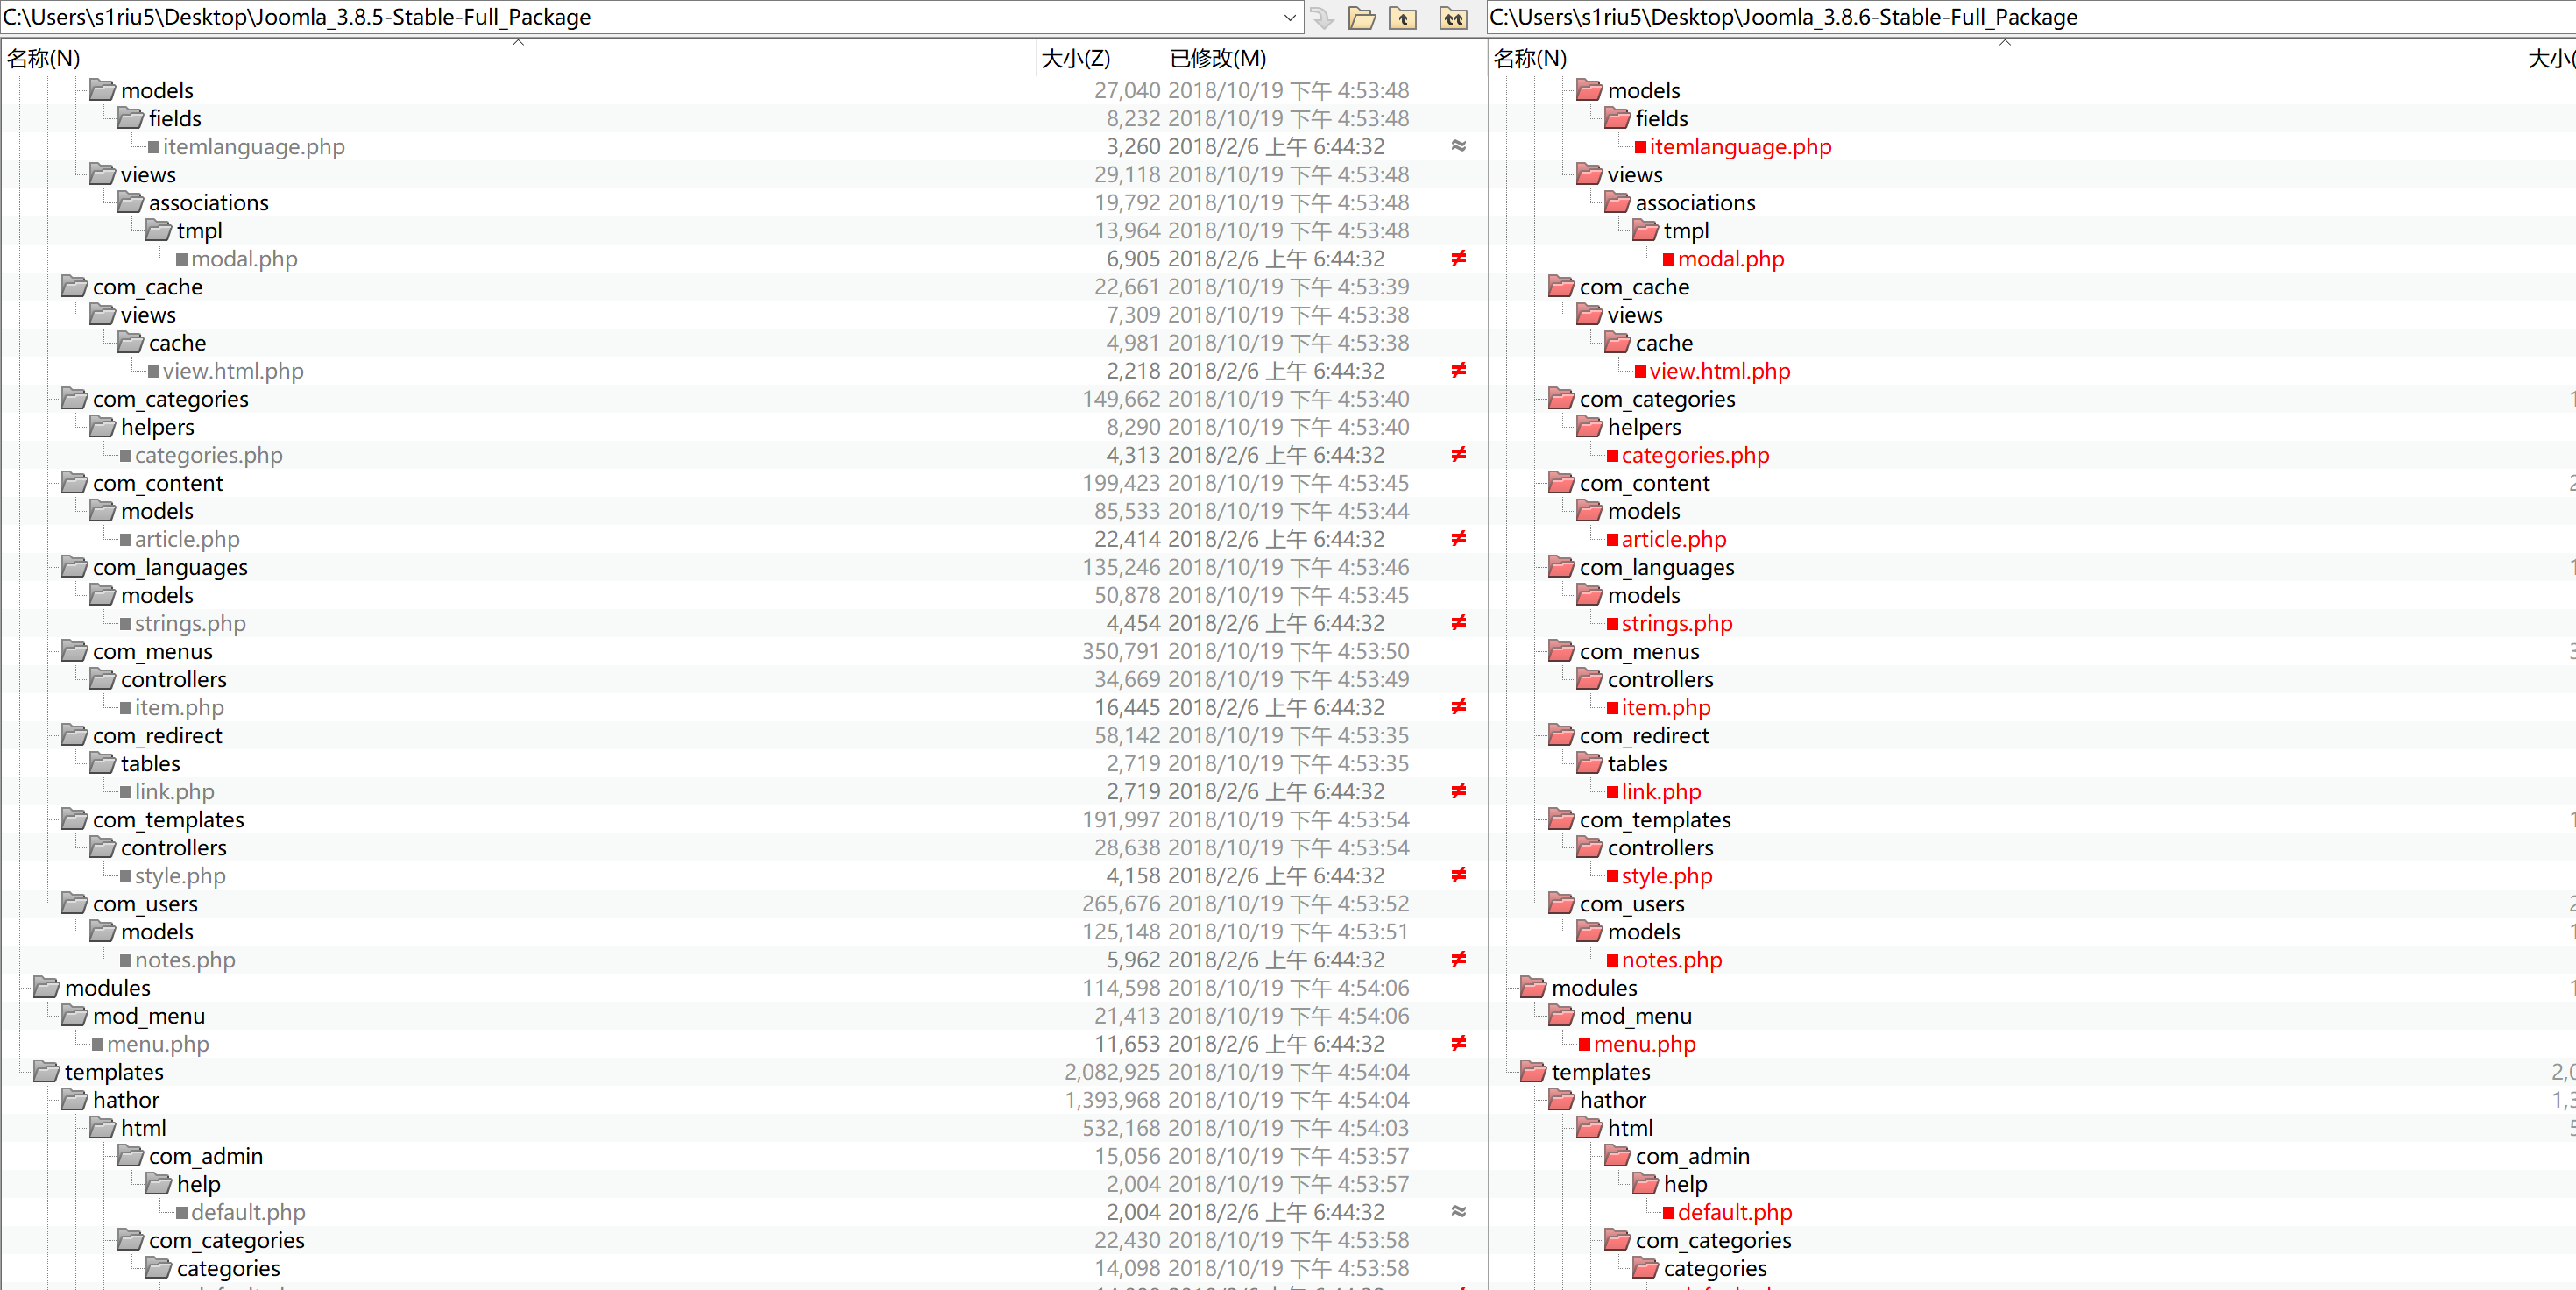 C:\Users\s1riu5\Desktop\Joomla_3.8.5-Stable-Full_Package C:\Users\s1riu5\Desktop\Joomla_3.8.6-Stable-Full_Package
名称(N) 大小(Z) 已修改(M) 名称(N) 大小(
models 27,040 2018/10/19 下午 4:53:48 models
fields 8,232 2018/10/19 下午 4:53:48 fields
itemlanguage.php 3,260 2018/2/6 上午 6:44:32 ≈ itemlanguage.php
views 29,118 2018/10/19 下午 4:53:48 views
associations 19,792 2018/10/19 下午 4:53:48 associations
tmpl 13,964 2018/10/19 下午 4:53:48 tmpl
modal.php 6,905 2018/2/6 上午 6:44:32 ≠ modal.php
com_cache 22,661 2018/10/19 下午 4:53:39 com_cache
views 7,309 2018/10/19 下午 4:53:38 views
cache 4,981 2018/10/19 下午 4:53:38 cache
view.html.php 2,218 2018/2/6 上午 6:44:32 ≠ view.html.php
com_categories 149,662 2018/10/19 下午 4:53:40 com_categories 1
helpers 8,290 2018/10/19 下午 4:53:40 helpers
categories.php 4,313 2018/2/6 上午 6:44:32 ≠ categories.php
com_content 199,423 2018/10/19 下午 4:53:45 com_content 2
models 85,533 2018/10/19 下午 4:53:44 models
article.php 22,414 2018/2/6 上午 6:44:32 ≠ article.php
com_languages 135,246 2018/10/19 下午 4:53:46 com_languages 1
models 50,878 2018/10/19 下午 4:53:45 models
strings.php 4,454 2018/2/6 上午 6:44:32 ≠ strings.php
com_menus 350,791 2018/10/19 下午 4:53:50 com_menus 3
controllers 34,669 2018/10/19 下午 4:53:49 controllers
item.php 16,445 2018/2/6 上午 6:44:32 ≠ item.php
com_redirect 58,142 2018/10/19 下午 4:53:35 com_redirect
tables 2,719 2018/10/19 下午 4:53:35 tables
link.php 2,719 2018/2/6 上午 6:44:32 ≠ link.php
com_templates 191,997 2018/10/19 下午 4:53:54 com_templates 1
controllers 28,638 2018/10/19 下午 4:53:54 controllers
style.php 4,158 2018/2/6 上午 6:44:32 ≠ style.php
com_users 265,676 2018/10/19 下午 4:53:52 com_users 2
models 125,148 2018/10/19 下午 4:53:51 models 1
notes.php 5,962 2018/2/6 上午 6:44:32 ≠ notes.php
modules 114,598 2018/10/19 下午 4:54:06 modules 1
mod_menu 21,413 2018/10/19 下午 4:54:06 mod_menu
menu.php 11,653 2018/2/6 上午 6:44:32 ≠ menu.php
templates 2,082,925 2018/10/19 下午 4:54:04 templates 2,0
hathor 1,393,968 2018/10/19 下午 4:54:04 hathor 1,3
html 532,168 2018/10/19 下午 4:54:03 html 5
com_admin 15,056 2018/10/19 下午 4:53:57 com_admin
help 2,004 2018/10/19 下午 4:53:57 help
default.php 2,004 2018/2/6 上午 6:44:32 ≈ default.php
com_categories 22,430 2018/10/19 下午 4:53:58 com_categories
categories 14,098 2018/10/19 下午 4:53:58 categories